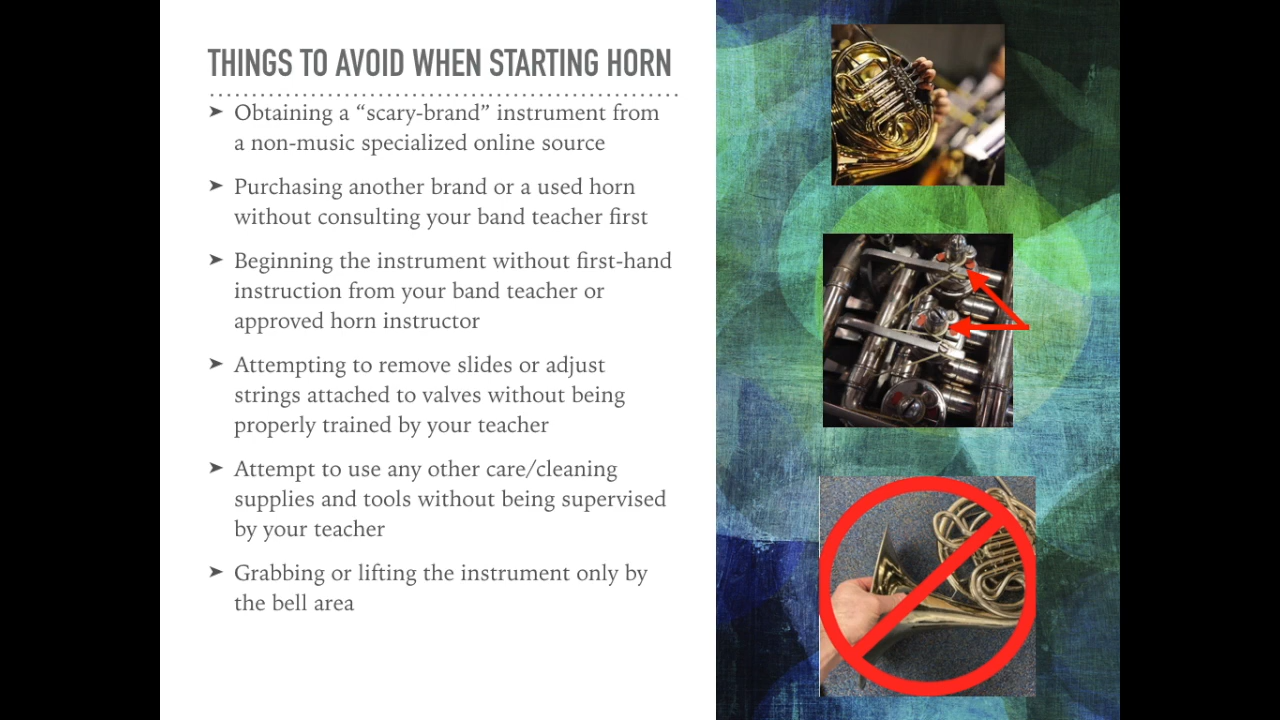 THINGS TO AVOID WHEN STARTING HORN
➤ Obtaining a “scary-brand” instrument from
a non-music specialized online source
➤ Purchasing another brand or a used horn
without consulting your band teacher first
➤ Beginning the instrument without first-hand
instruction from your band teacher or
approved horn instructor
➤ Attempting to remove slides or adjust
strings attached to valves without being
properly trained by your teacher
➤ Attempt to use any other care/cleaning
supplies and tools without being supervised
by your teacher
➤ Grabbing or lifting the instrument only by
the bell area